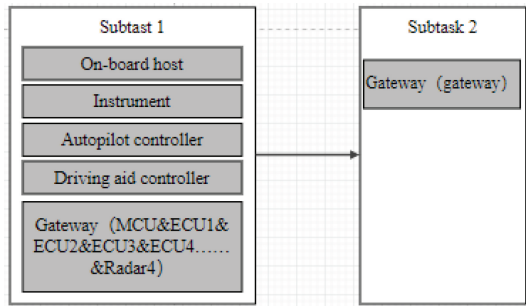 Subtast 1
On-board host
Instrument
Autopilot controller
Driving aid controller
Gateway（MCU&ECU1&
ECU2&ECU3&ECU4……
&Radar4）
Subtask 2
Gateway（gateway）